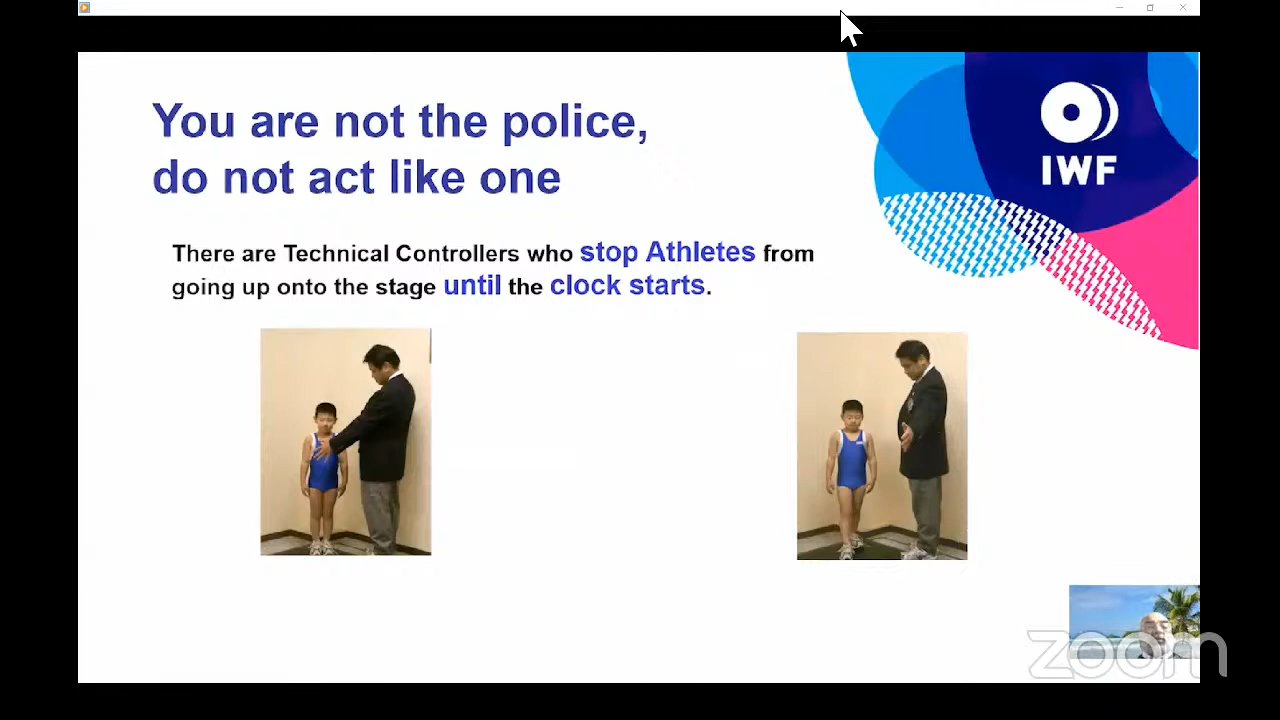 You are not the police,
do not act like one
IWF
There are Technical Controllers who stop Athletes from
going up onto the stage until the clock starts.
zoom